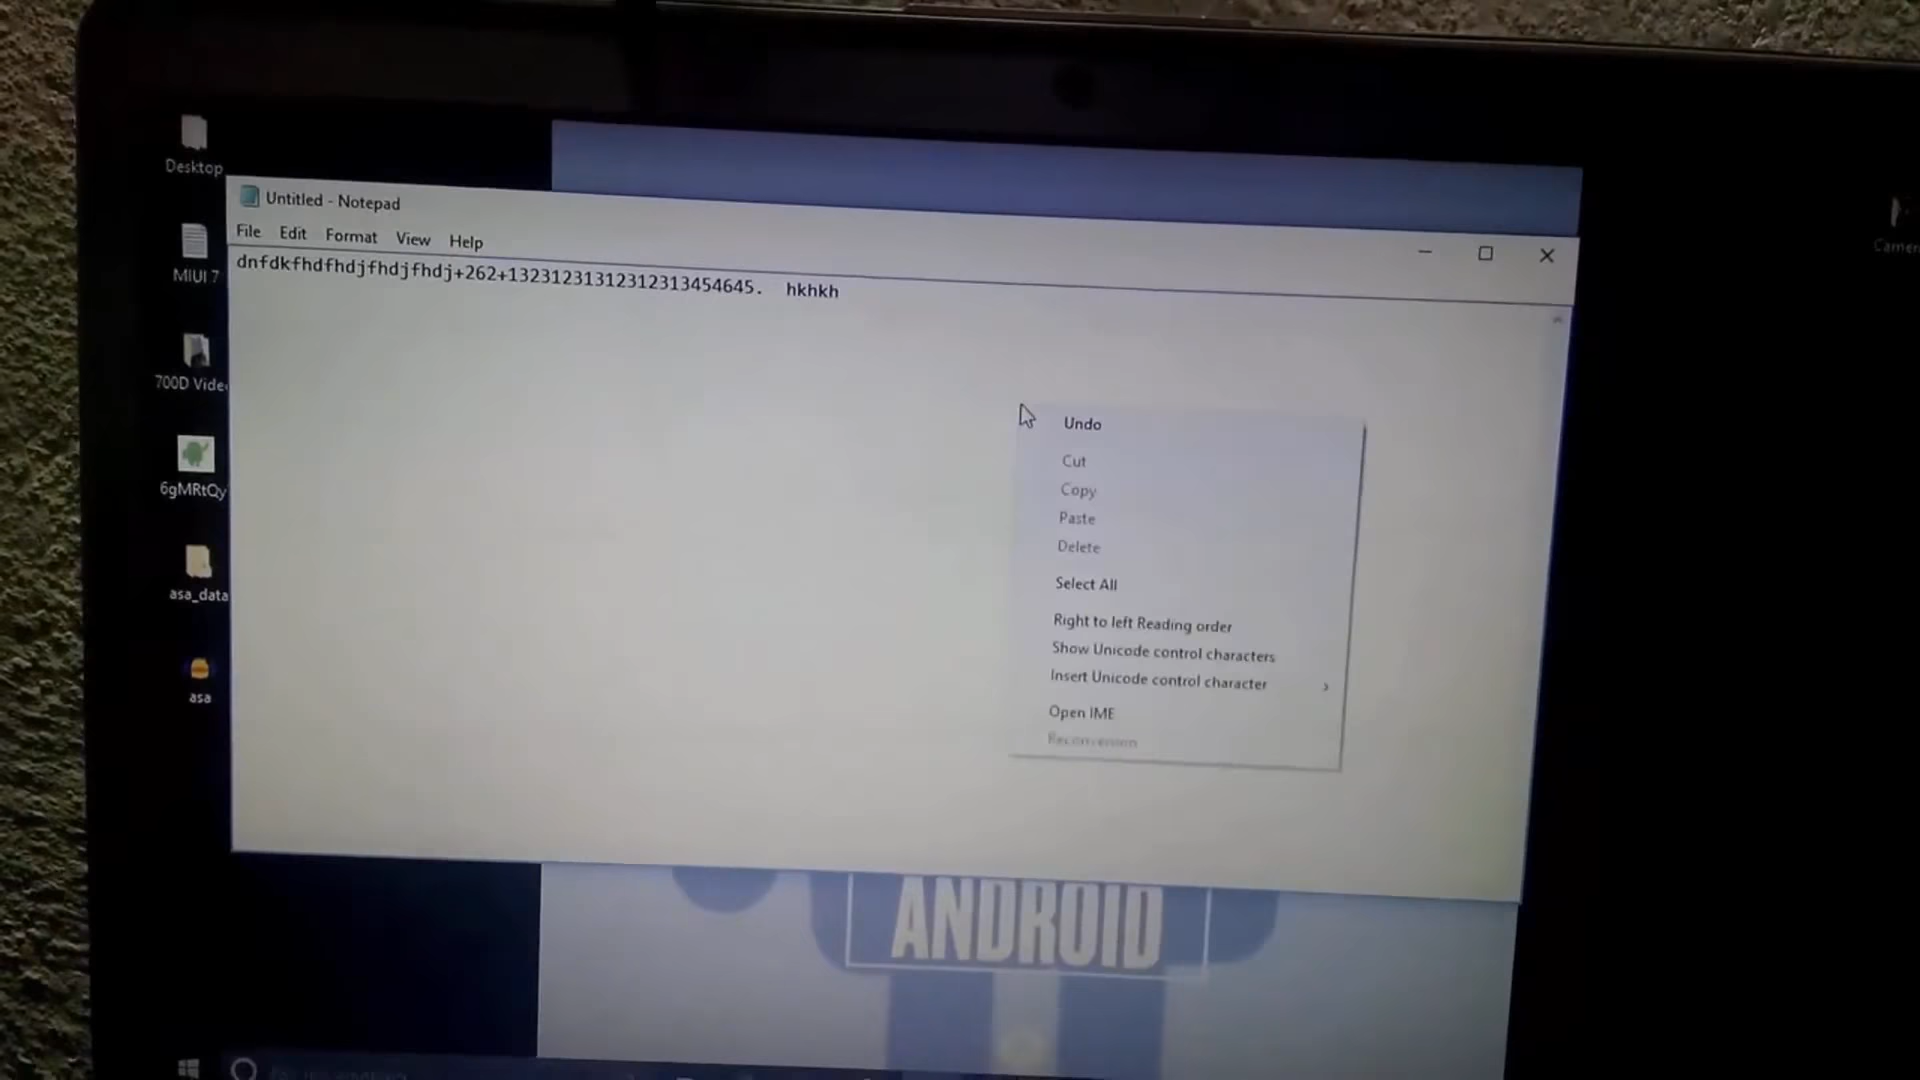 Desktop
MIUI 7
700D Vide
6gMRtQy
asa_data
asa
Untitled - Notepad
File Edit Format View Help
dnfdkfhdfhdjfhdjfhdj+262+13231231312312313454645. hkhkh
Undo
Cut
Copy
Paste
Delete
Select All
Right to left Reading order
Show Unicode control characters
Insert Unicode control character
Open IME
Reconversion
ANDROID
Camer